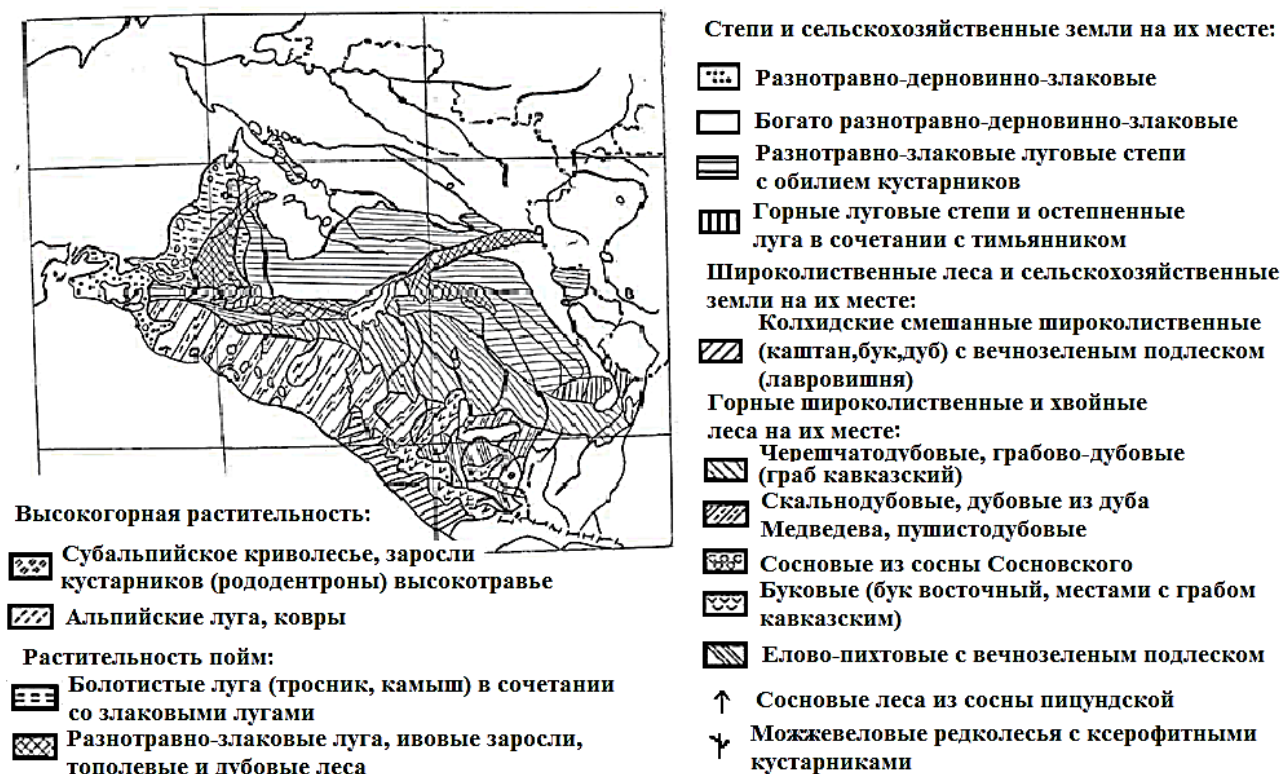 Степи и сельскохозяйственные земли на их месте:
Разнотравно-дерновинно-злаковые
Богато разнотравно-дерновинно-злаковые
Разнотравно-злаковые луговые степи
с обилием кустарников
Горные луговые степи и остепненные
луга в сочетании с тимьянником
Широколиственные леса и сельскохозяйственные
земли на их месте:
Колхидские смешанные широколиственные
(каштан,бук,дуб) с вечнозеленым подлеском
(лавровишня)
Горные широколиственные и хвойные
леса на их месте:
Черешчатодубовые, грабово-дубовые
(граб кавказский)
Скальнодубовые, дубовые из дуба
Медведева, пушистодубовые
Сосновые из сосны Сосновского
Буковые (бук восточный, местами с грабом
кавказским)
Елово-пихтовые с вечнозеленым подлеском
Сосновые леса из сосны пицундской
Можжевеловые редколесья с ксерофитными
кустарниками
Высокогорная растительность:
Субальпийское криволесье, заросли
кустарников (рододентроны) высокотравье
Альпийские луга, ковры
Растительность пойм:
Болотистые луга (тросник, камыш) в сочетании
со злаковыми лугами
Разнотравно-злаковые луга, ивовые заросли,
тополевые и дубовые леса